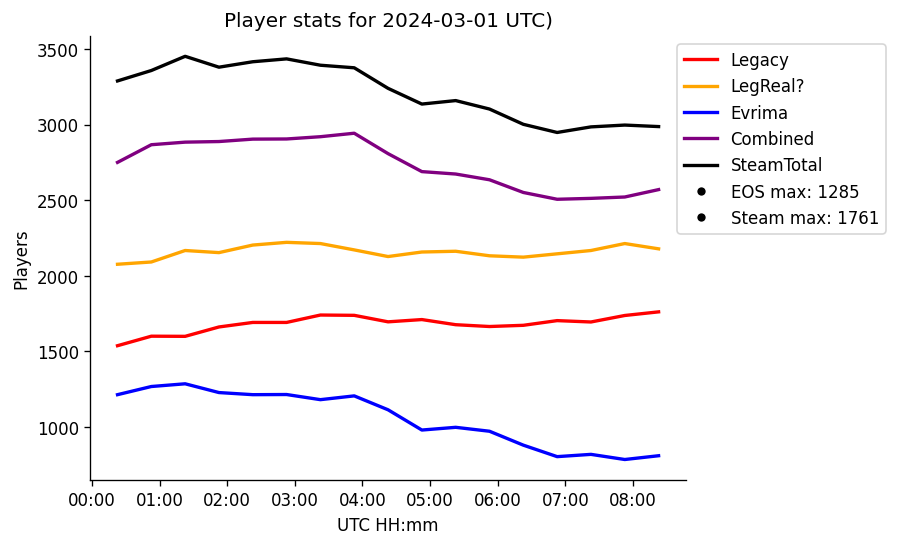 Player stats for 2024-03-01 UTC)
3500
3000
2500
2000
1500
1000
Players
00:00 01:00 02:00 03:00 04:00 05:00 06:00 07:00 08:00
UTC HH:mm
Legacy
LegReal?
Evrima
Combined
SteamTotal
EOS max: 1285
Steam max: 1761